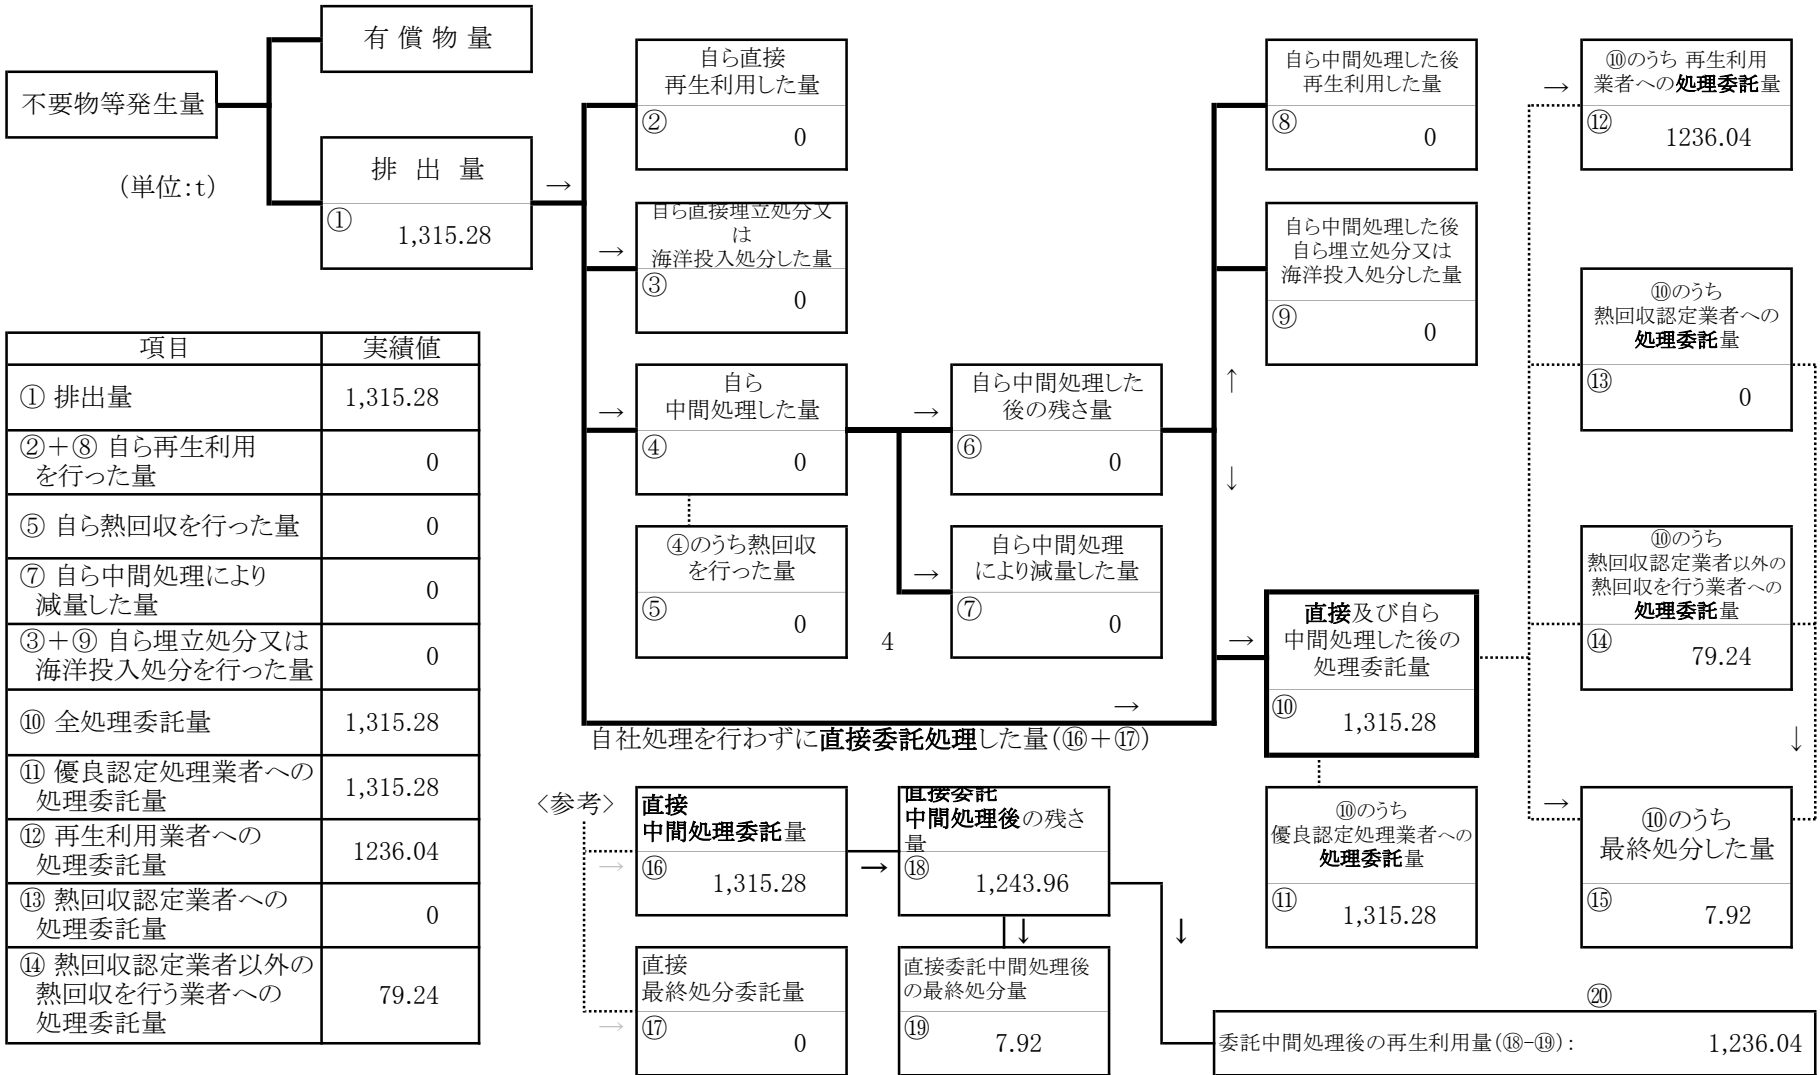 有 償 物 量
不要物等発生量
(単位:t)
排 出 量
①
1,315.28
→
自ら直接
再生利用した量
②
0
→
自ら直接埋立処分又
は
海洋投入処分した量
③
0
→
自ら
中間処理した量
④
0
④のうち熱回収
を行った量
⑤
0
→
自ら中間処理した
後の残さ量
⑥
0
→
自ら中間処理
により減量した量
⑦
0
4
自ら中間処理した後
再生利用した量
⑧
0
自ら中間処理した後
自ら埋立処分又は
海洋投入処分した量
⑨
0
↑
↓
→
直接及び自ら
中間処理した後の
処理委託量
⑩
1,315.28
⑩のうち
優良認定処理業者への
処理委託量
⑪
1,315.28
→
⑩のうち 再生利用
業者への処理委託量
⑫
1236.04
⑩のうち
熱回収認定業者への
処理委託量
⑬
0
⑩のうち
熱回収認定業者以外の
熱回収を行う業者への
処理委託量
⑭
79.24
↓
→
⑩のうち
最終処分した量
⑮
7.92
→
自社処理を行わずに直接委託処理した量(⑯+⑰)
項目 実績値
① 排出量 1,315.28
②+⑧ 自ら再生利用
を行った量 0
⑤ 自ら熱回収を行った量 0
⑦ 自ら中間処理により
減量した量 0
③+⑨ 自ら埋立処分又は
海洋投入処分を行った量 0
⑩ 全処理委託量 1,315.28
⑪ 優良認定処理業者への
処理委託量 1,315.28
⑫ 再生利用業者への
処理委託量 1236.04
⑬ 熱回収認定業者への
処理委託量 0
⑭ 熱回収認定業者以外の
熱回収を行う業者への
処理委託量 79.24
〈参考〉
→
直接
中間処理委託量
⑯
1,315.28
→
直接委託
中間処理後の残さ
量
⑱
1,243.96
↓
↓
→
直接
最終処分委託量
⑰
0
直接委託中間処理後
の最終処分量
⑲
7.92
⑳
委託中間処理後の再生利用量(⑱-⑲): 1,236.04